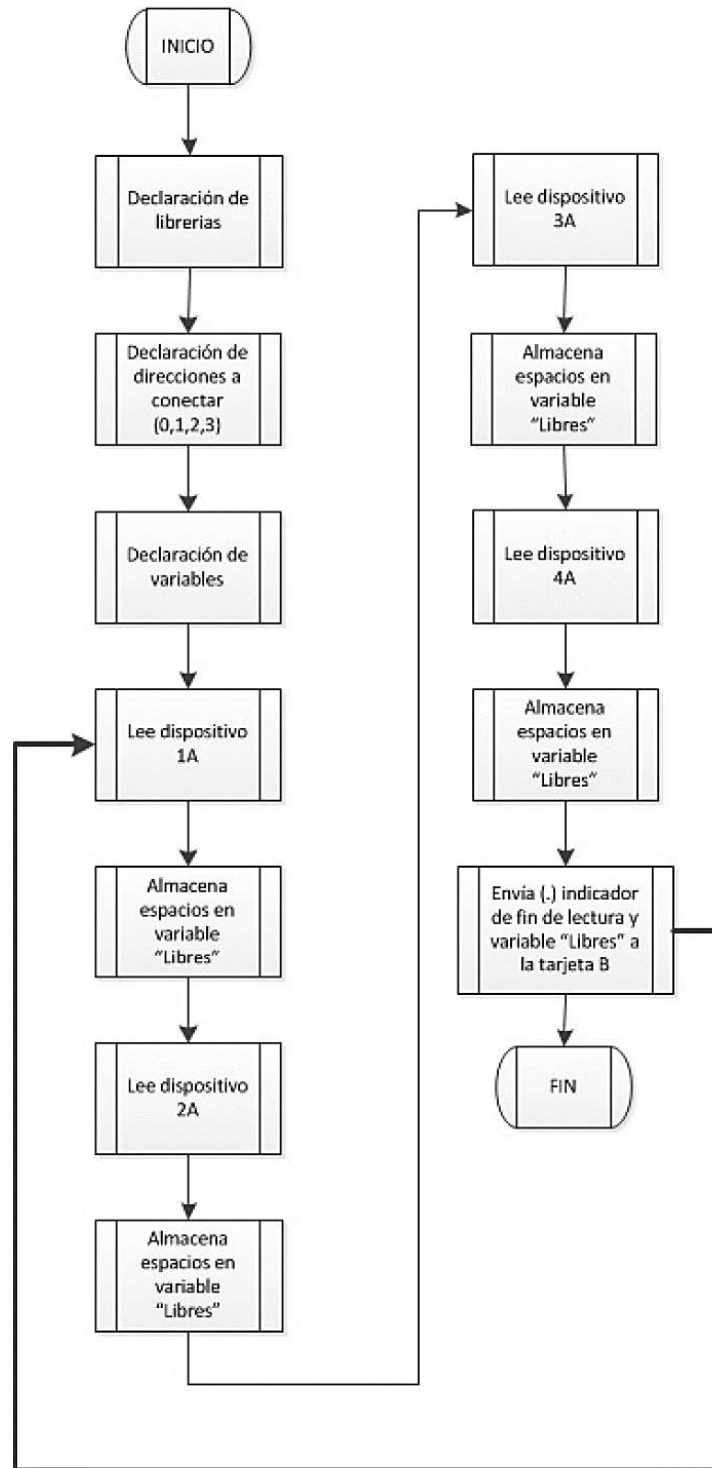 INICIO
Declaración de
librerias
Declaración de
direcciones a
conectar
(0,1,2,3)
Declaración de
variables
Lee dispositivo
1A
Almacena
espacios en
variable
“Libres”
Lee dispositivo
2A
Almacena
espacios en
variable
“Libres”
Lee dispositivo
3A
Almacena
espacios en
variable
“Libres”
Lee dispositivo
4A
Almacena
espacios en
variable
“Libres”
Envía (.) indicador
de fin de lectura y
variable “Libres” a
la tarjeta B
FIN